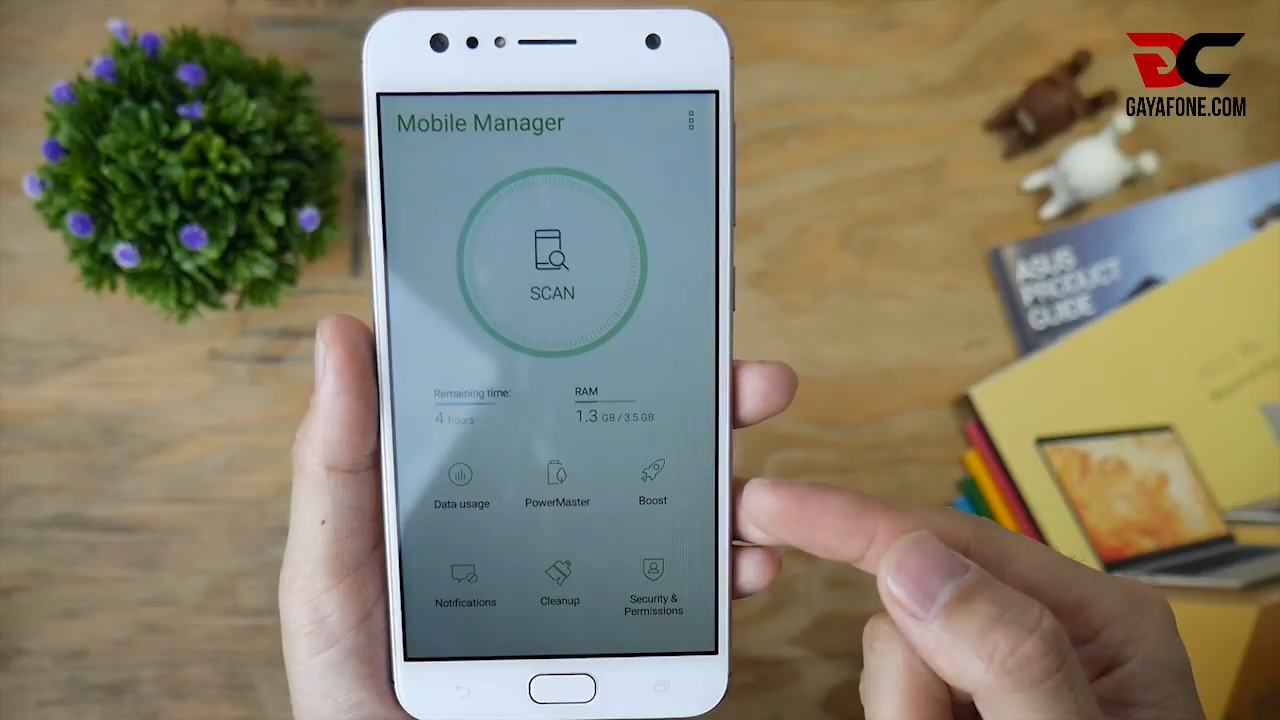 GAYAFONE.COM
Mobile Manager
SCAN
Remaining time:
4 hours
RAM
1.3 GB / 3.5 GB
Data usage
PowerMaster
Boost
Notifications
Cleanup
Security &
Permissions
ASUS
PRODUCT
GUIDE